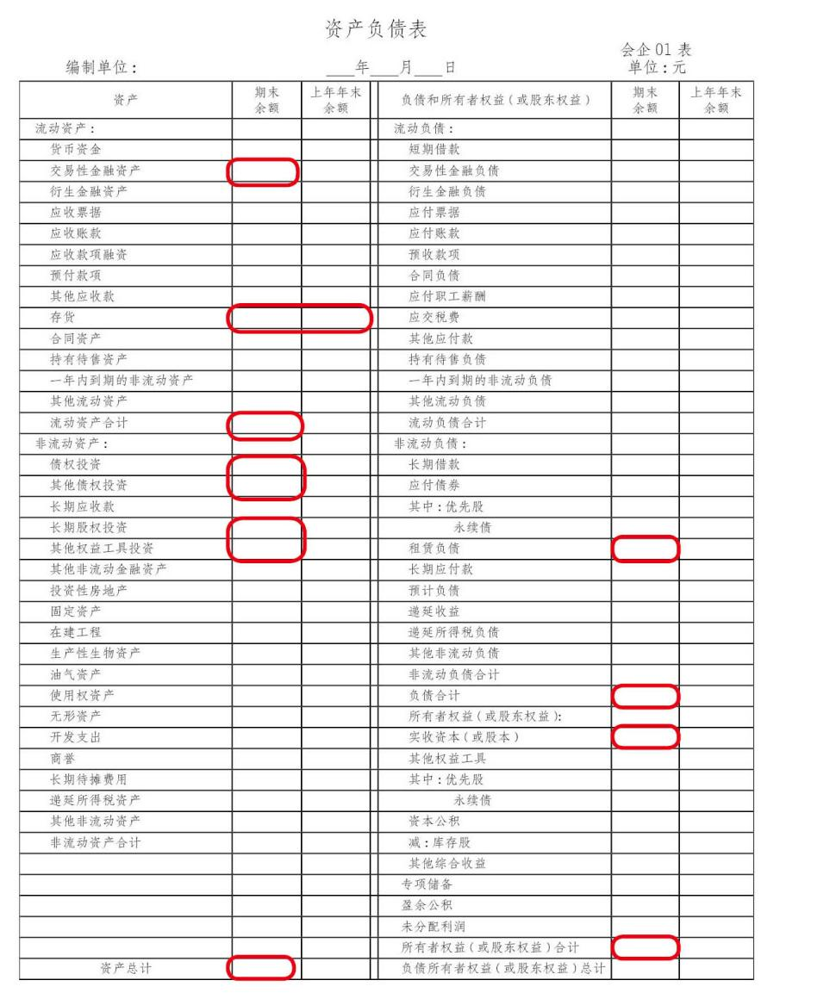 资产负债表
会企 01 表
编制单位： ___年___月___日 单位：元
资产 期末余额 上年年末余额 负债和所有者权益（或股东权益） 期末余额 上年年末余额
流动资产： 流动负债：
货币资金 短期借款
交易性金融资产 交易性金融负债
衍生金融资产 衍生金融负债
应收票据 应付票据
应收账款 应付账款
应收款项融资 预收款项
预付款项 合同负债
其他应收款 应付职工薪酬
存货 应交税费
合同资产 其他应付款
持有待售资产 持有待售负债
一年内到期的非流动资产 一年内到期的非流动负债
其他流动资产 其他流动负债
流动资产合计 流动负债合计
非流动资产： 非流动负债：
债权投资 长期借款
其他债权投资 应付债券
长期应收款 其中：优先股
长期股权投资 永续债
其他权益工具投资 租赁负债
其他非流动金融资产 长期应付款
投资性房地产 预计负债
固定资产 递延收益
在建工程 递延所得税负债
生产性生物资产 其他非流动负债
油气资产 非流动负债合计
使用权资产 负债合计
无形资产 所有者权益（或股东权益）：
开发支出 实收资本（或股本）
商誉 其他权益工具
长期待摊费用 其中：优先股
递延所得税资产 永续债
其他非流动资产 资本公积
非流动资产合计 减：库存股
其他综合收益
专项储备
盈余公积
未分配利润
所有者权益（或股东权益）合计
资产总计 负债所有者权益（或股东权益）总计